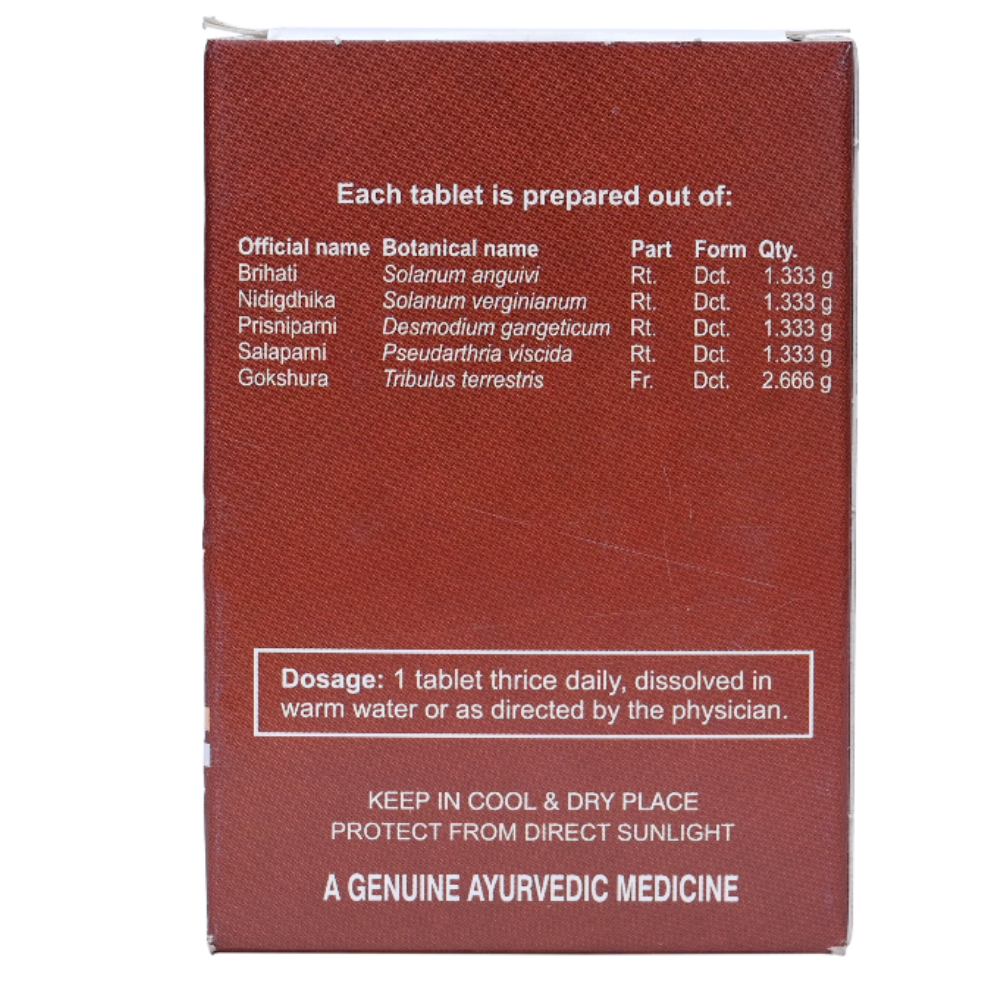 Each tablet is prepared out of:
Official name Botanical name Part Form Qty.
Brihati Solanum anguivi Rt. Dct. 1.333 g
Nidigdhika Solanum verginianum Rt. Dct. 1.333 g
Prisniparni Desmodium gangeticum Rt. Dct. 1.333 g
Salaparni Pseudarthria viscida Rt. Dct. 1.333 g
Gokshura Tribulus terrestris Fr. Dct. 2.666 g
Dosage: 1 tablet thrice daily, dissolved in
warm water or as directed by the physician.
KEEP IN COOL & DRY PLACE
PROTECT FROM DIRECT SUNLIGHT
A GENUINE AYURVEDIC MEDICINE